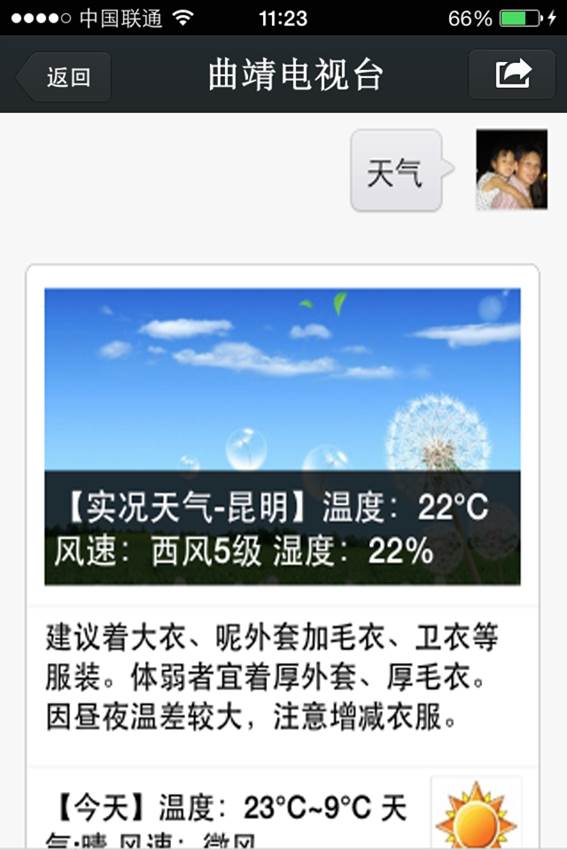 中国联通 11:23 66%
返回 曲靖电视台
天气
【实况天气-昆明】温度：22°C
风速：西风5级 湿度：22%
建议着大衣、呢外套加毛衣、卫衣等
服装。体弱者宜着厚外套、厚毛衣。
因昼夜温差较大，注意增减衣服。
【今天】温度：23°C~9°C 天
气:晴 风速：微风